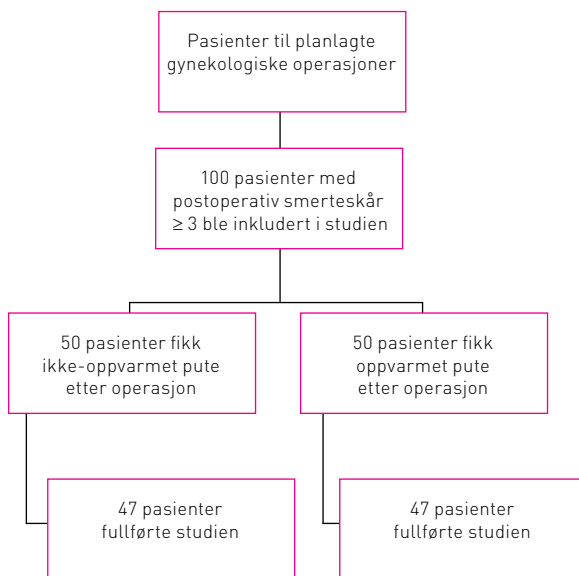 Pasienter til planlagte
gynekologiske operasjoner
100 pasienter med
postoperativ smerteskår
≥ 3 ble inkludert i studien
50 pasienter fikk
ikke-oppvarmet pute
etter operasjon
50 pasienter fikk
oppvarmet pute
etter operasjon
47 pasienter
fullførte studien
47 pasienter
fullførte studien